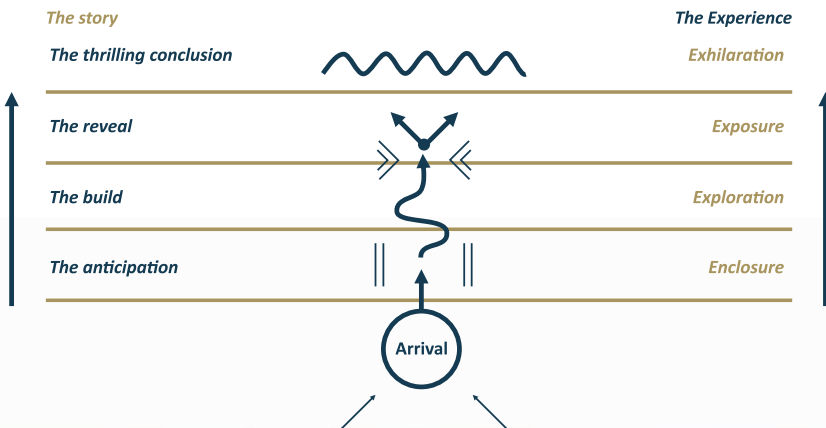 The story
The Experience
The thrilling conclusion
Exhilaration
The reveal
Exposure
The build
Exploration
The anticipation
Enclosure
Arrival